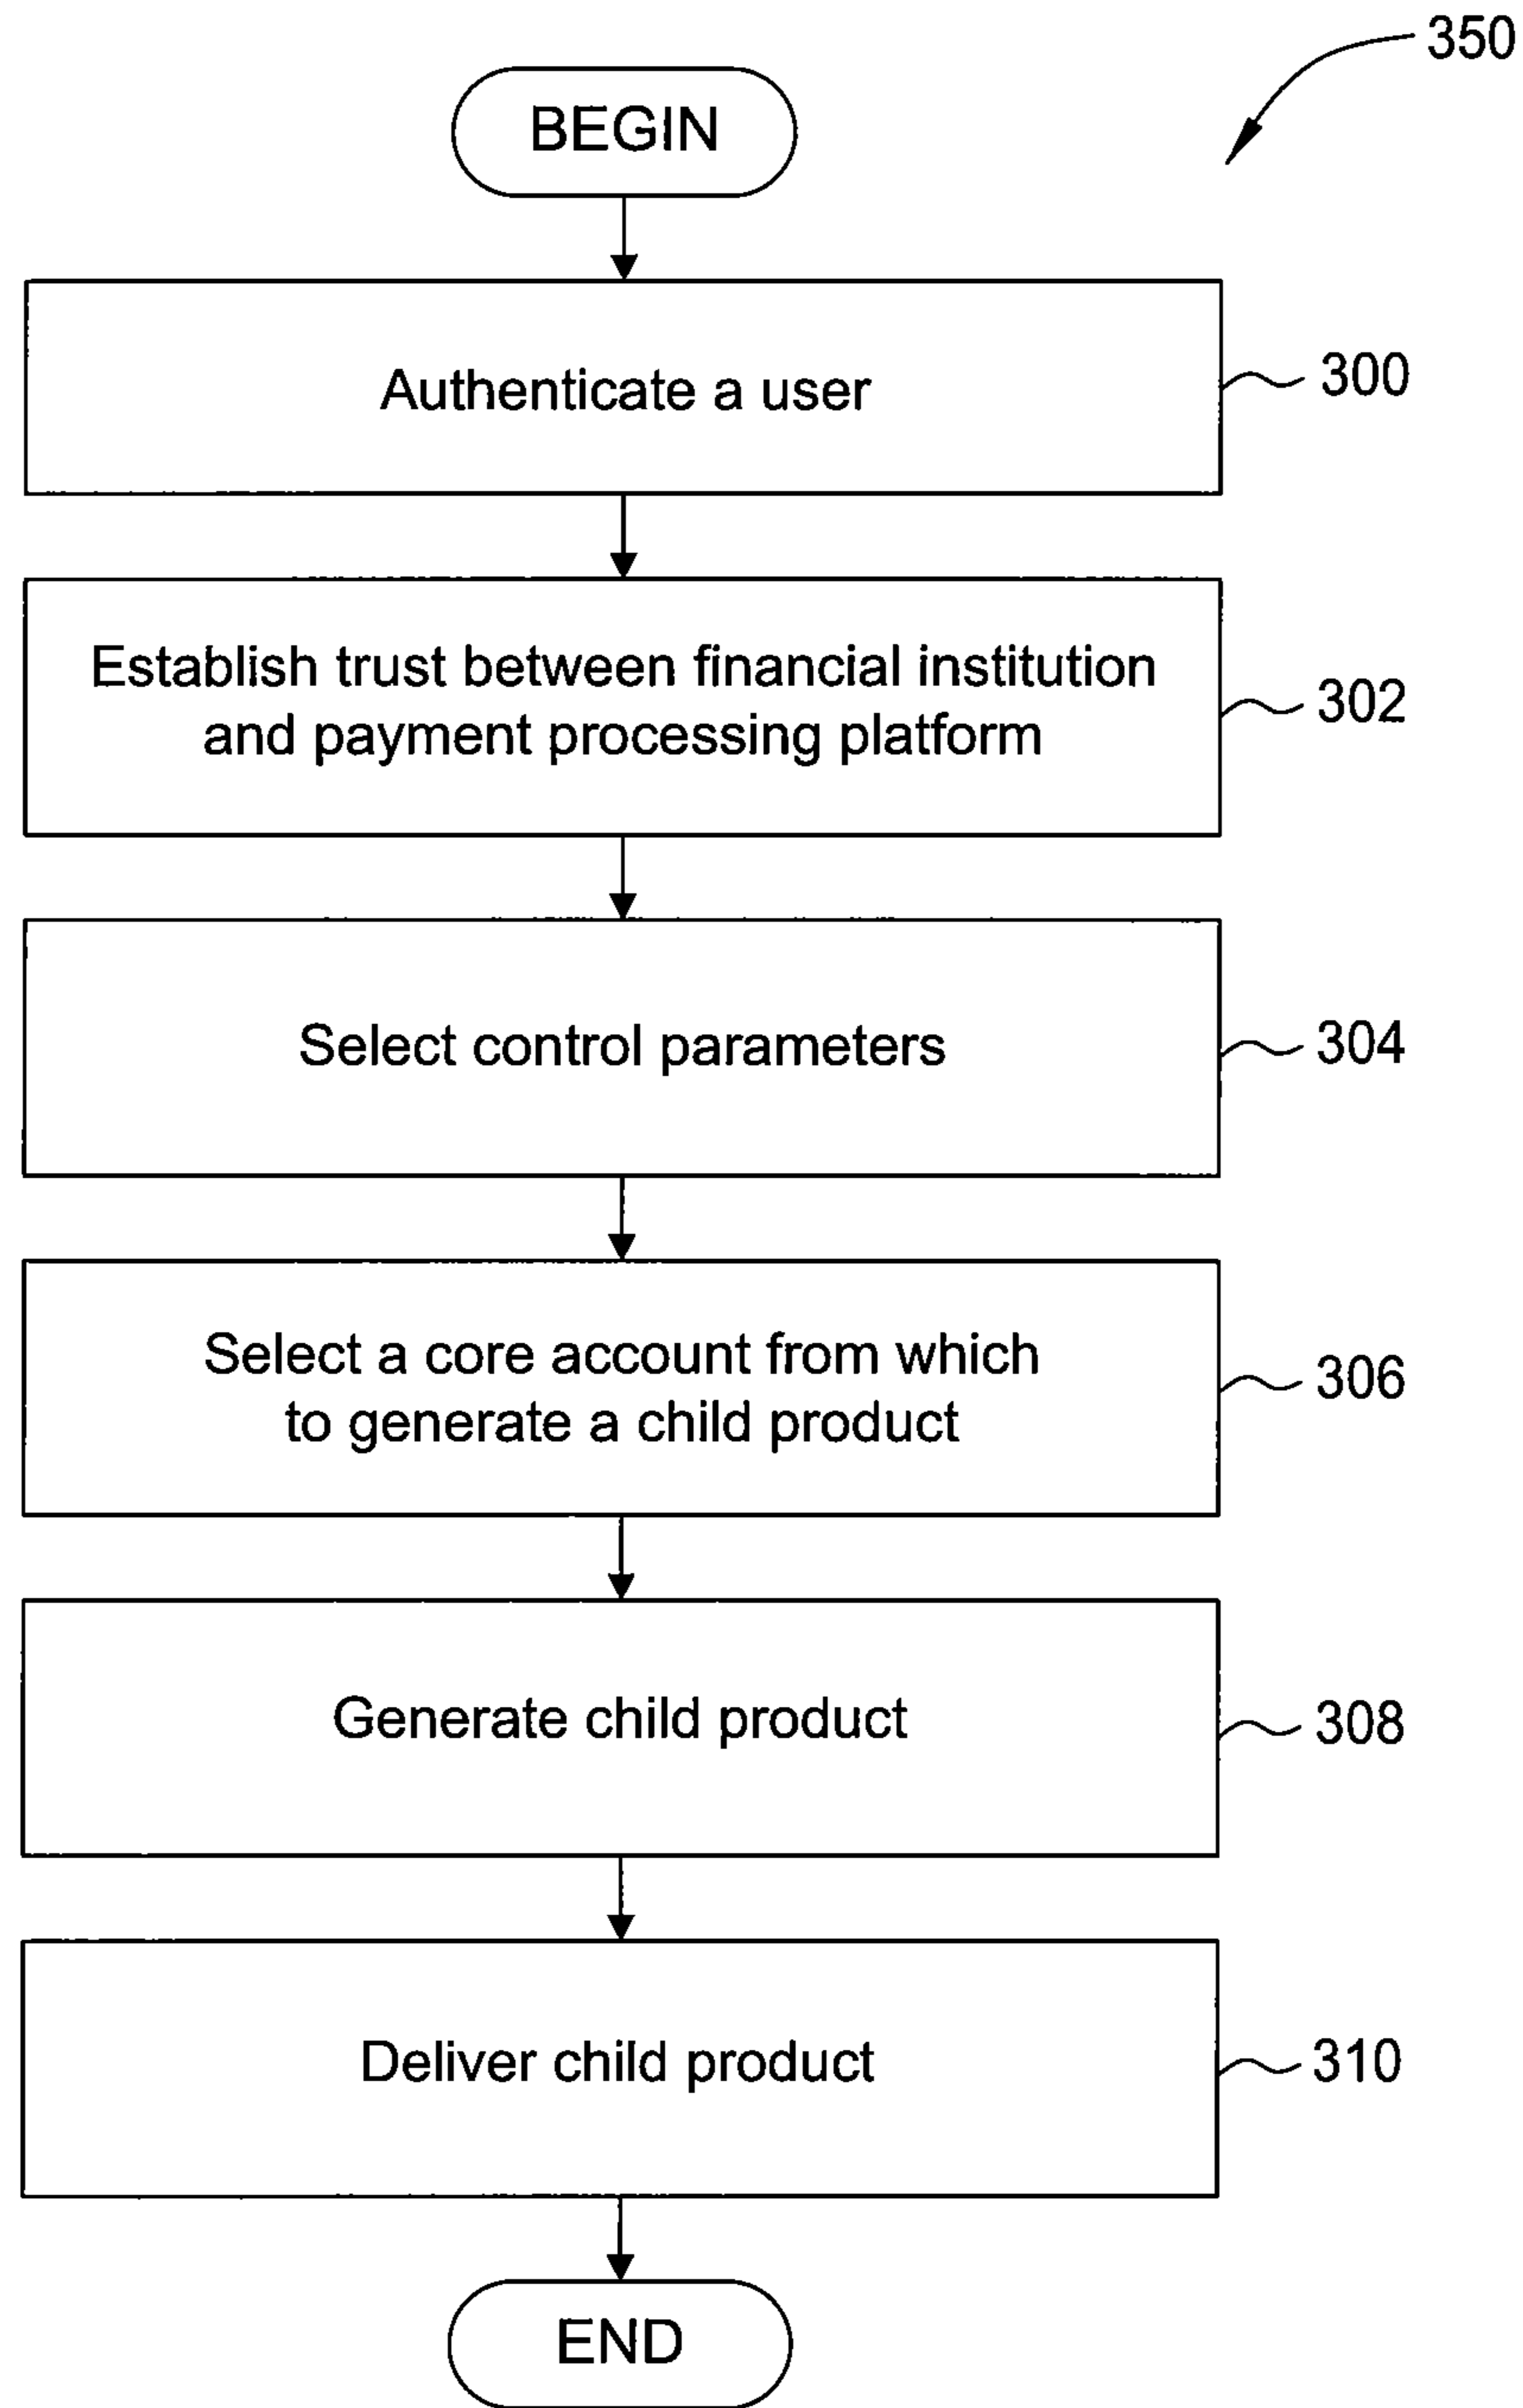 350
BEGIN
Authenticate a user
300
Establish trust between financial institution
and payment processing platform
302
Select control parameters
304
Select a core account from which
to generate a child product
306
Generate child product
308
Deliver child product
310
END